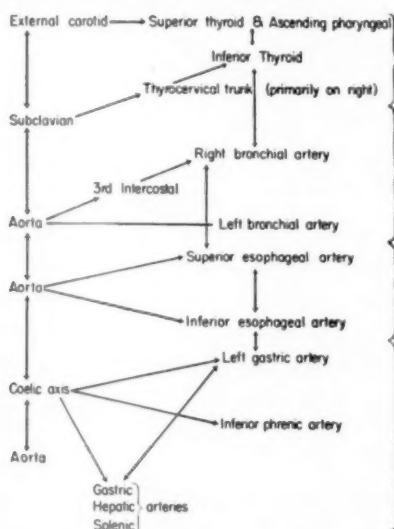 External carotid Superior thyroid & Ascending pharyngeal
Inferior Thyroid
Thyrocervical trunk (primarily on right)
Subclavian
Right bronchial artery
3rd Intercostal
Aorta Left bronchial artery
Superior esophageal artery
Aorta
Inferior esophageal artery
Left gastric artery
Coelic axis
Inferior phrenic artery
Aorta
Gastric
Hepatic arteries
Splenic